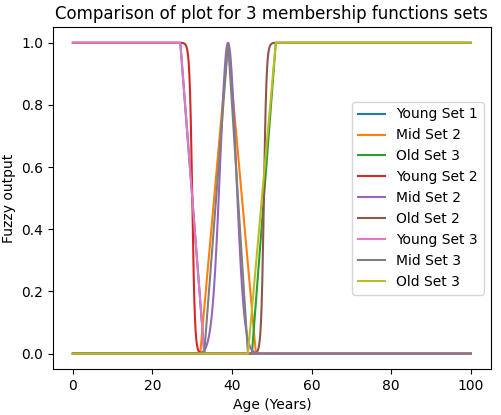 Comparison of plot for 3 membership functions sets
1.0
0.8
0.6
0.4
0.2
0.0
Fuzzy output
Young Set 1
Mid Set 2
Old Set 3
Young Set 2
Mid Set 2
Old Set 2
Young Set 3
Mid Set 3
Old Set 3
0 20 40 60 80 100
Age (Years)